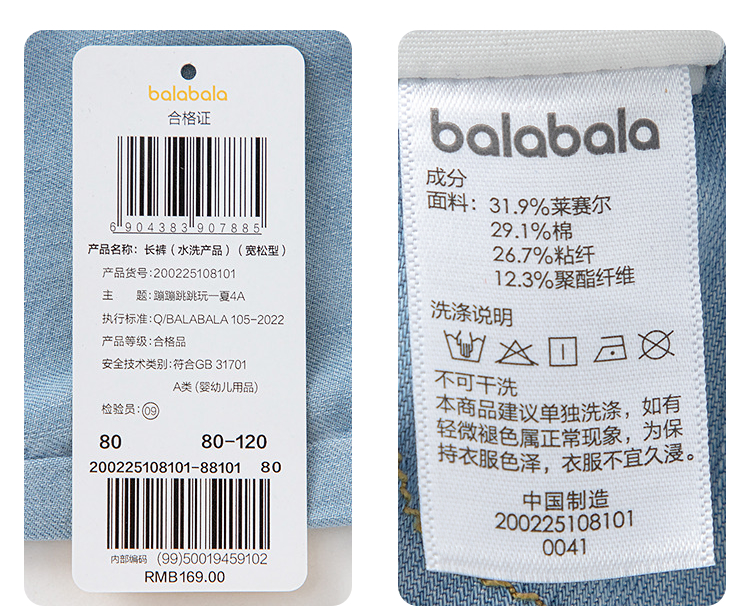 balabala
合格证
6904383907885
产品名称: 长裤（水洗产品）（宽松型）
产品货号: 200225108101
主 题: 蹦蹦跳跳玩一夏4A
执行标准: Q/BALABALA 105-2022
产品等级: 合格品
安全技术类别: 符合GB 31701
A类 (婴幼儿用品)
检验员: 09
80 80-120
200225108101-88101 80
内部编码 (99)50019459102
RMB169.00
balabala
成分
面料: 31.9%莱赛尔
29.1%棉
26.7%粘纤
12.3%聚酯纤维
洗涤说明
不可干洗
本商品建议单独洗涤，如有
轻微褪色属正常现象，为保
持衣服色泽，衣服不宜久浸。
中国制造
200225108101
0041